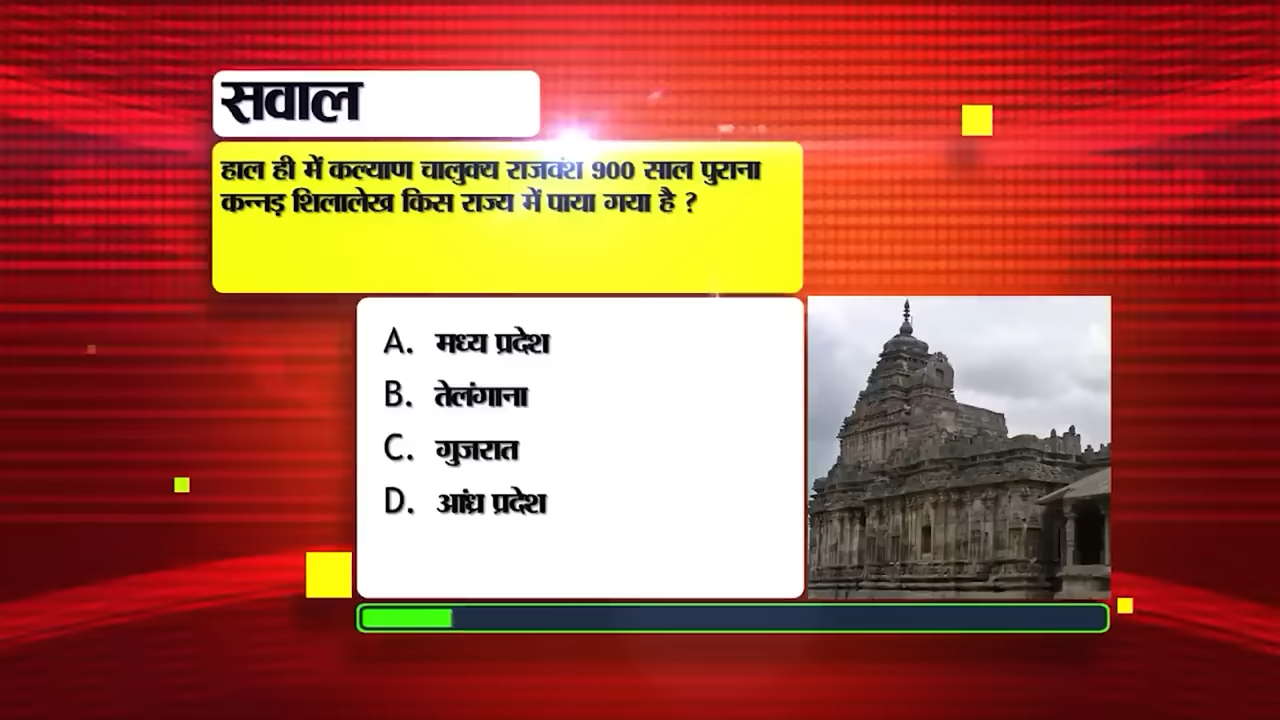 सवाल
हाल ही में कल्याण चालुक्य राजवंश 900 साल पुराना
कन्नड़ शिलालेख किस राज्य में पाया गया है ?
A. मध्य प्रदेश
B. तेलंगाना
C. गुजरात
D. आंध्र प्रदेश